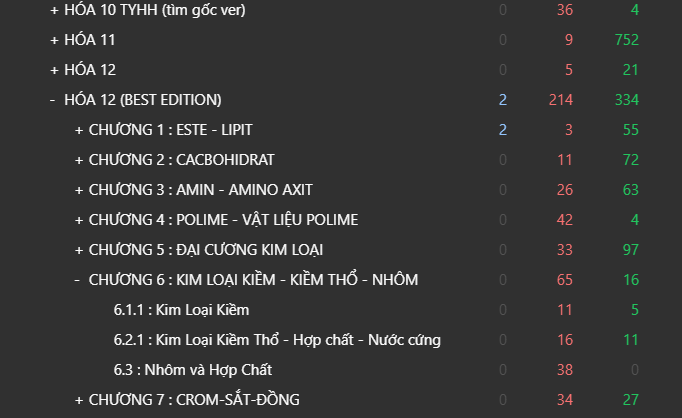 + HÓA 10 TYHH (tìm gốc ver) 0 36 4
+ HÓA 11 0 9 752
+ HÓA 12 0 5 21
- HÓA 12 (BEST EDITION) 2 214 334
+ CHƯƠNG 1 : ESTE - LIPIT 2 3 55
+ CHƯƠNG 2 : CACBOHIDRAT 0 11 72
+ CHƯƠNG 3 : AMIN - AMINO AXIT 0 26 63
+ CHƯƠNG 4 : POLIME - VẬT LIỆU POLIME 0 42 4
+ CHƯƠNG 5 : ĐẠI CƯƠNG KIM LOẠI 0 33 97
- CHƯƠNG 6 : KIM LOẠI KIỀM - KIỀM THỔ - NHÔM 0 65 16
6.1.1 : Kim Loại Kiềm 0 11 5
6.2.1 : Kim Loại Kiềm Thổ - Hợp chất - Nước cứng 0 16 11
6.3 : Nhôm và Hợp Chất 0 38 0
+ CHƯƠNG 7 : CROM-SẮT-ĐỒNG 0 34 27